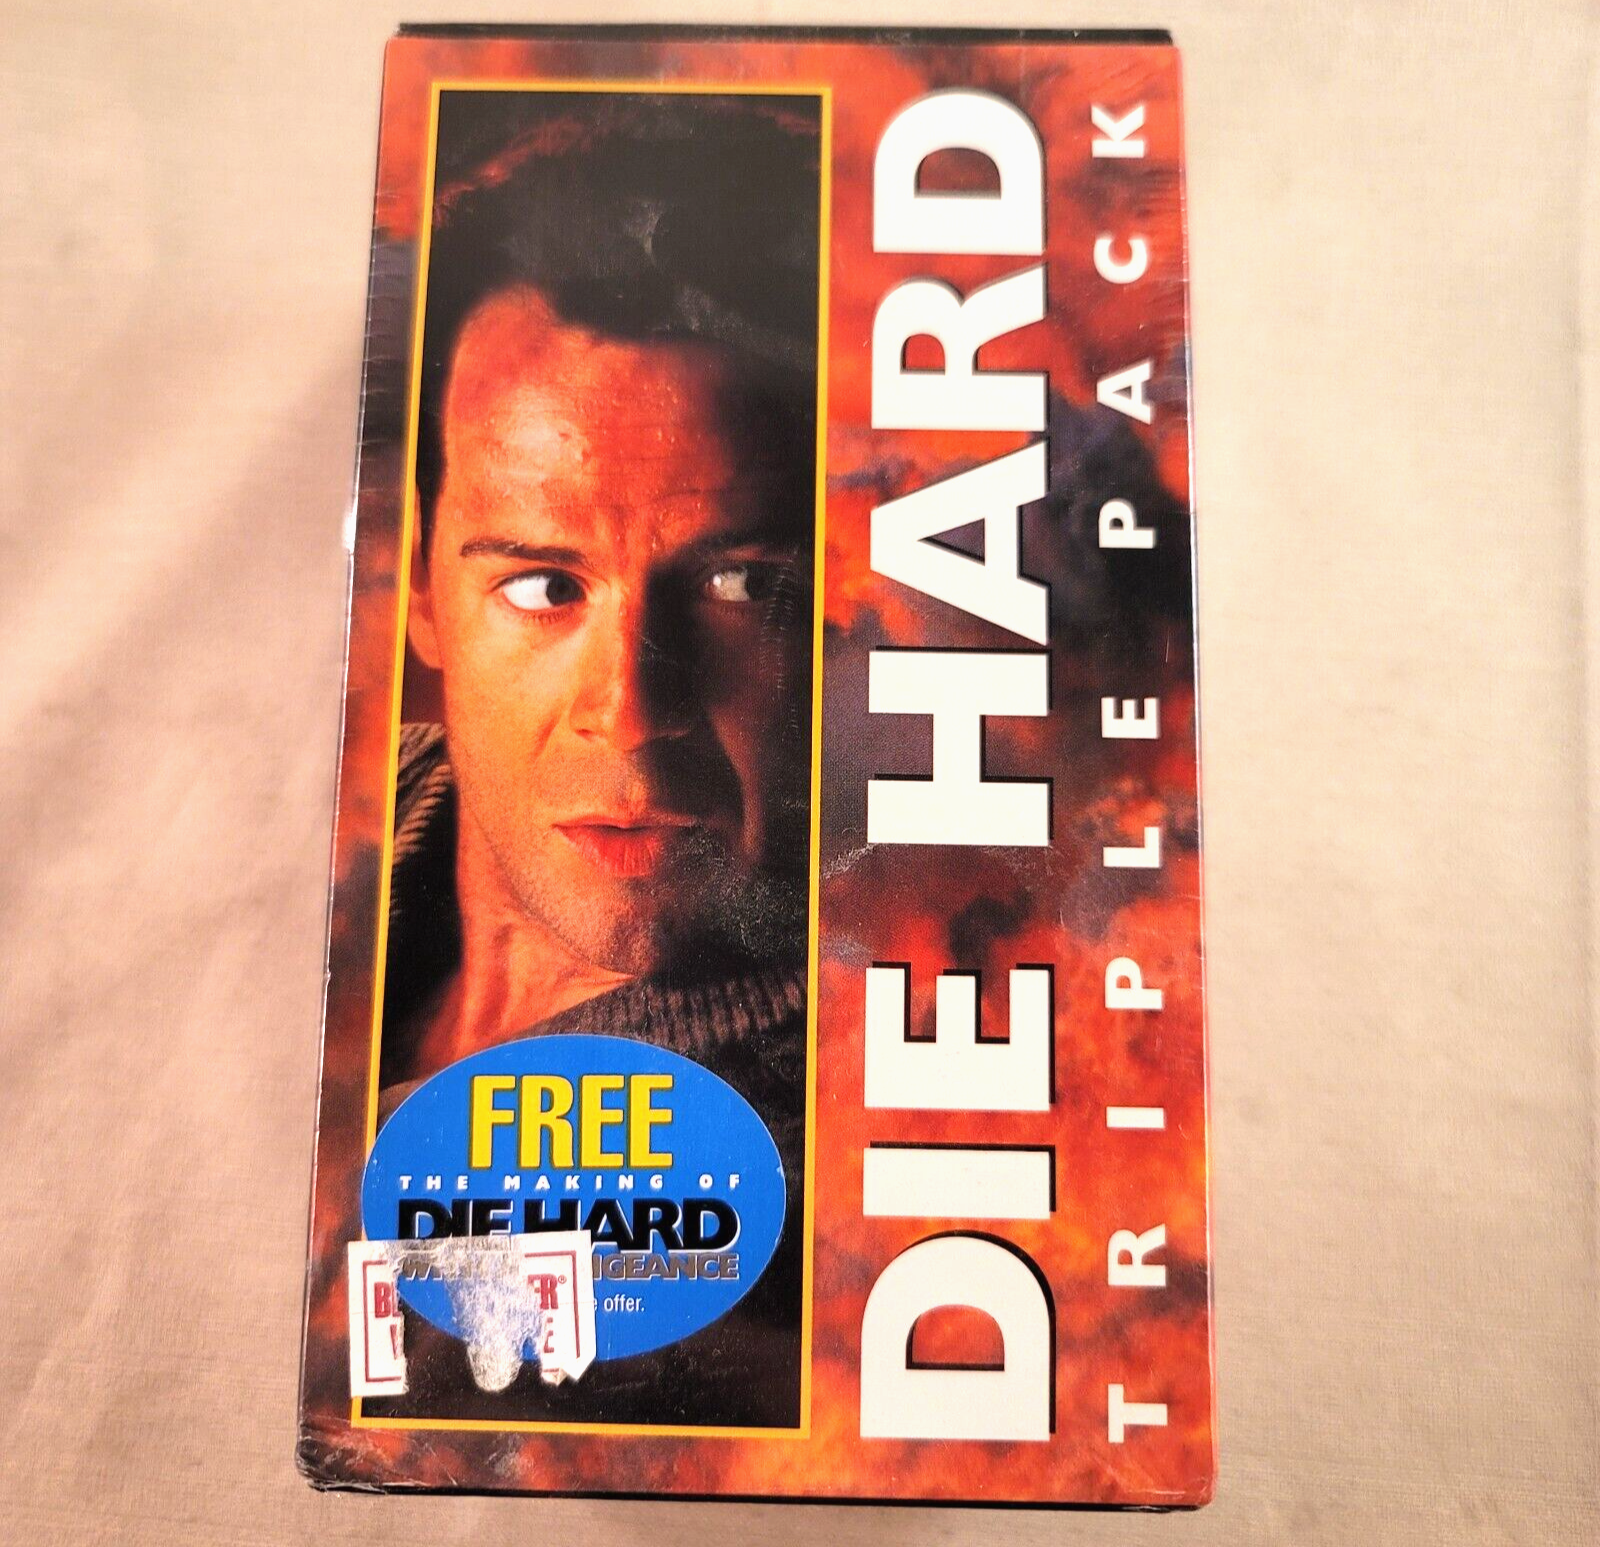 DIE HARD
TRIPLE PACK
FREE
THE MAKING OF
DIE HARD
offer.